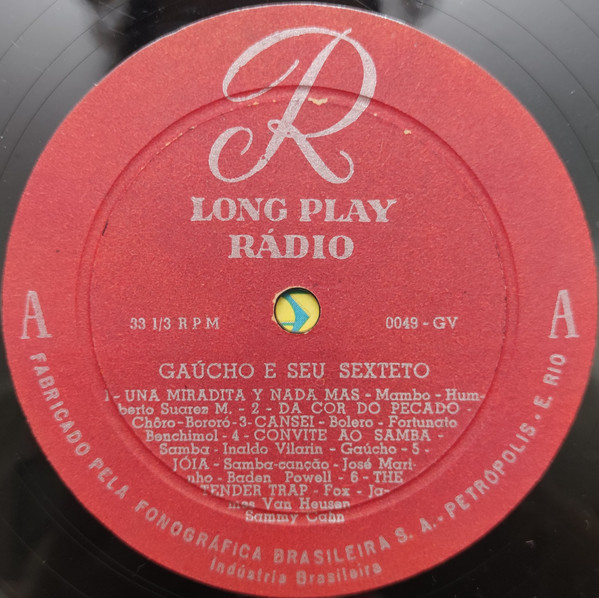 R
LONG PLAY
RÁDIO
A
A
33 1/3 R P M
0049 - GV
GAÚCHO E SEU SEXTETO
1 - UNA MIRADITA Y NADA MAS - Mambo - Hum-
berto Suarez M. - 2 - DA COR DO PECADO -
Chôro - Bororó - 3 - CANSEI - Bolero - Fortunato
Benchimol - 4 - CONVITE AO SAMBA -
Samba - Inaldo Vilarin - Gaúcho - 5 -
JÓIA - Samba-canção - José Mari-
nho - Baden Powell - 6 - THE
TENDER TRAP - Fox - Ja-
mes Van Heusen
Sammy Cahn
FABRICADO PELA FONOGRÁFICA BRASILEIRA S. A. - PETRÓPOLIS - E. RIO
Indústria Brasileira